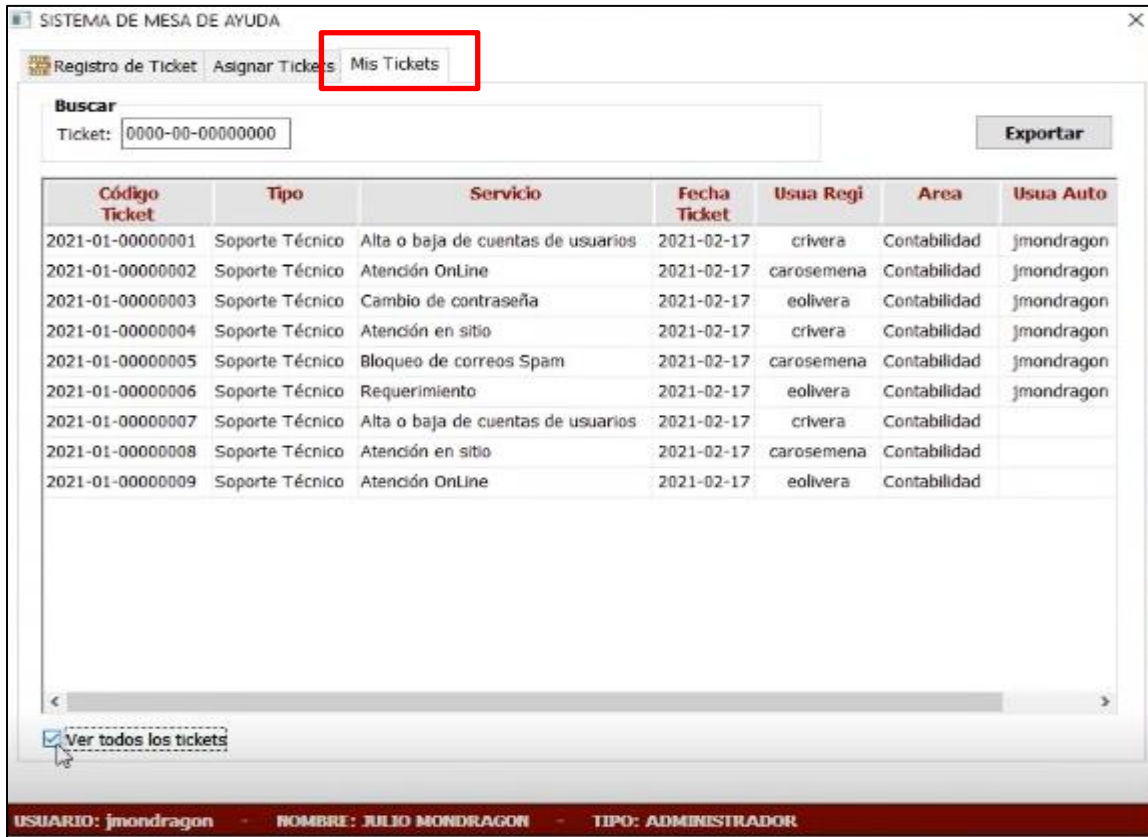 SISTEMA DE MESA DE AYUDA
Registro de Ticket Asignar Tickets Mis Tickets
Buscar
Ticket: 0000-00-00000000
Exportar
Código Ticket Tipo Servicio Fecha Ticket Usua Regi Area Usua Auto
2021-01-00000001 Soporte Técnico Alta o baja de cuentas de usuarios 2021-02-17 crivera Contabilidad jmondragon
2021-01-00000002 Soporte Técnico Atención OnLine 2021-02-17 carosemena Contabilidad jmondragon
2021-01-00000003 Soporte Técnico Cambio de contraseña 2021-02-17 eolivera Contabilidad jmondragon
2021-01-00000004 Soporte Técnico Atención en sitio 2021-02-17 crivera Contabilidad jmondragon
2021-01-00000005 Soporte Técnico Bloqueo de correos Spam 2021-02-17 carosemena Contabilidad jmondragon
2021-01-00000006 Soporte Técnico Requerimiento 2021-02-17 eolivera Contabilidad jmondragon
2021-01-00000007 Soporte Técnico Alta o baja de cuentas de usuarios 2021-02-17 crivera Contabilidad
2021-01-00000008 Soporte Técnico Atención en sitio 2021-02-17 carosemena Contabilidad
2021-01-00000009 Soporte Técnico Atención OnLine 2021-02-17 eolivera Contabilidad
Ver todos los tickets
USUARIO: jmondragon - NOMBRE: JULIO MONDRAGON - TIPO: ADMINISTRADOR